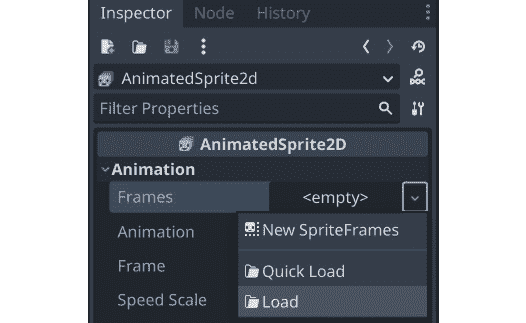 Inspector Node History
AnimatedSprite2d
Filter Properties
AnimatedSprite2D
Animation
Frames <empty>
Animation New SpriteFrames
Frame Quick Load
Speed Scale Load